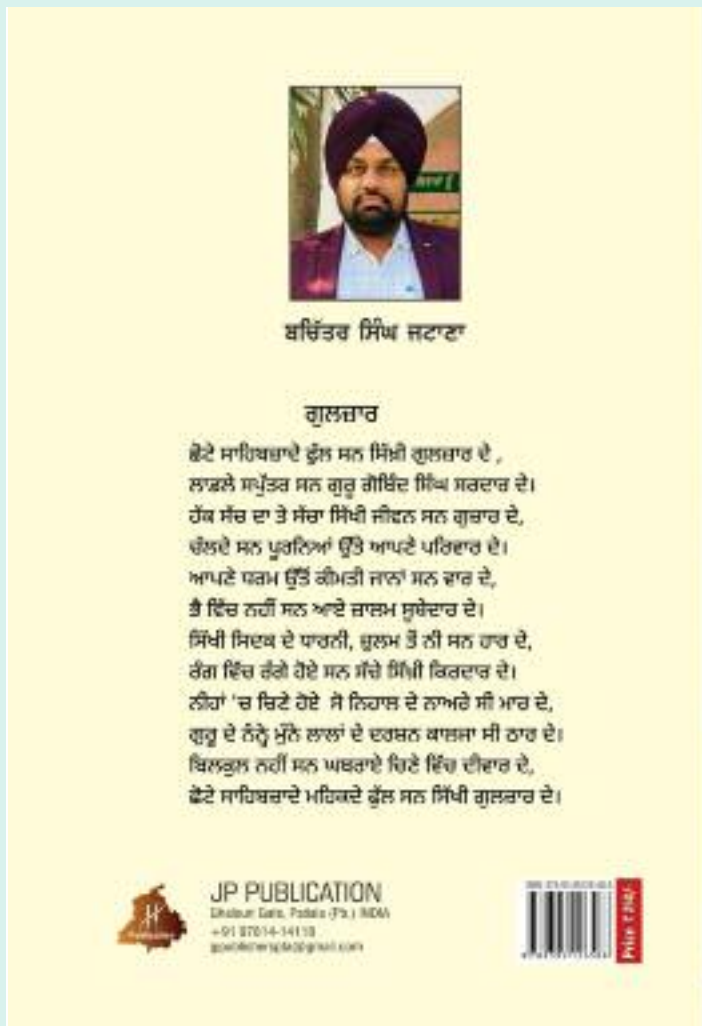 ਬਚਿੱਤਰ ਸਿੰਘ ਜਟਾਣਾ
ਗੁਲਜ਼ਾਰ
ਛੋਟੇ ਸਾਹਿਬਜ਼ਾਦੇ ਫੁੱਲ ਸਨ ਸਿੱਖੀ ਗੁਲਜ਼ਾਰ ਦੇ ,
ਲਾਡਲੇ ਸਪੁੱਤਰ ਸਨ ਗੁਰੂ ਗੋਬਿੰਦ ਸਿੰਘ ਸਰਦਾਰ ਦੇ।
ਹੱਕ ਸੱਚ ਦਾ ਤੇ ਸੱਚਾ ਸਿੱਖੀ ਜੀਵਨ ਸਨ ਗੁਜ਼ਾਰ ਦੇ,
ਚੱਲਦੇ ਸਨ ਪੂਰਨਿਆਂ ਉੱਤੇ ਆਪਣੇ ਪਰਿਵਾਰ ਦੇ।
ਆਪਣੇ ਧਰਮ ਉੱਤੋਂ ਕੀਮਤੀ ਜਾਨਾਂ ਸਨ ਵਾਰ ਦੇ,
ਭੈ ਵਿੱਚ ਨਹੀਂ ਸਨ ਆਏ ਜ਼ਾਲਮ ਸੂਬੇਦਾਰ ਦੇ।
ਸਿੱਖੀ ਸਿਦਕ ਦੇ ਧਾਰਨੀ, ਜ਼ੁਲਮ ਤੋਂ ਨੀ ਸਨ ਹਾਰ ਦੇ,
ਰੰਗ ਵਿੱਚ ਰੰਗੇ ਹੋਏ ਸਨ ਸੱਚੇ ਸਿੱਖੀ ਕਿਰਦਾਰ ਦੇ।
ਨੀਹਾਂ 'ਚ ਚਿਣੇ ਹੋਏ ਸੋ ਨਿਹਾਲ ਦੇ ਨਾਅਰੇ ਸੀ ਮਾਰ ਦੇ,
ਗੁਰੂ ਦੇ ਨੰਨ੍ਹੇ ਮੁੰਨੇ ਲਾਲਾਂ ਦੇ ਦਰਸ਼ਨ ਕਾਲਜਾ ਸੀ ਠਾਰ ਦੇ।
ਬਿਲਕੁਲ ਨਹੀਂ ਸਨ ਘਬਰਾਏ ਚਿਣੇ ਵਿੱਚ ਦੀਵਾਰ ਦੇ,
ਛੋਟੇ ਸਾਹਿਬਜ਼ਾਦੇ ਮਹਿਕਦੇ ਫੁੱਲ ਸਨ ਸਿੱਖੀ ਗੁਲਜ਼ਾਰ ਦੇ।
JP PUBLICATION
Gate, (Pb.) INDIA
+91
Price: